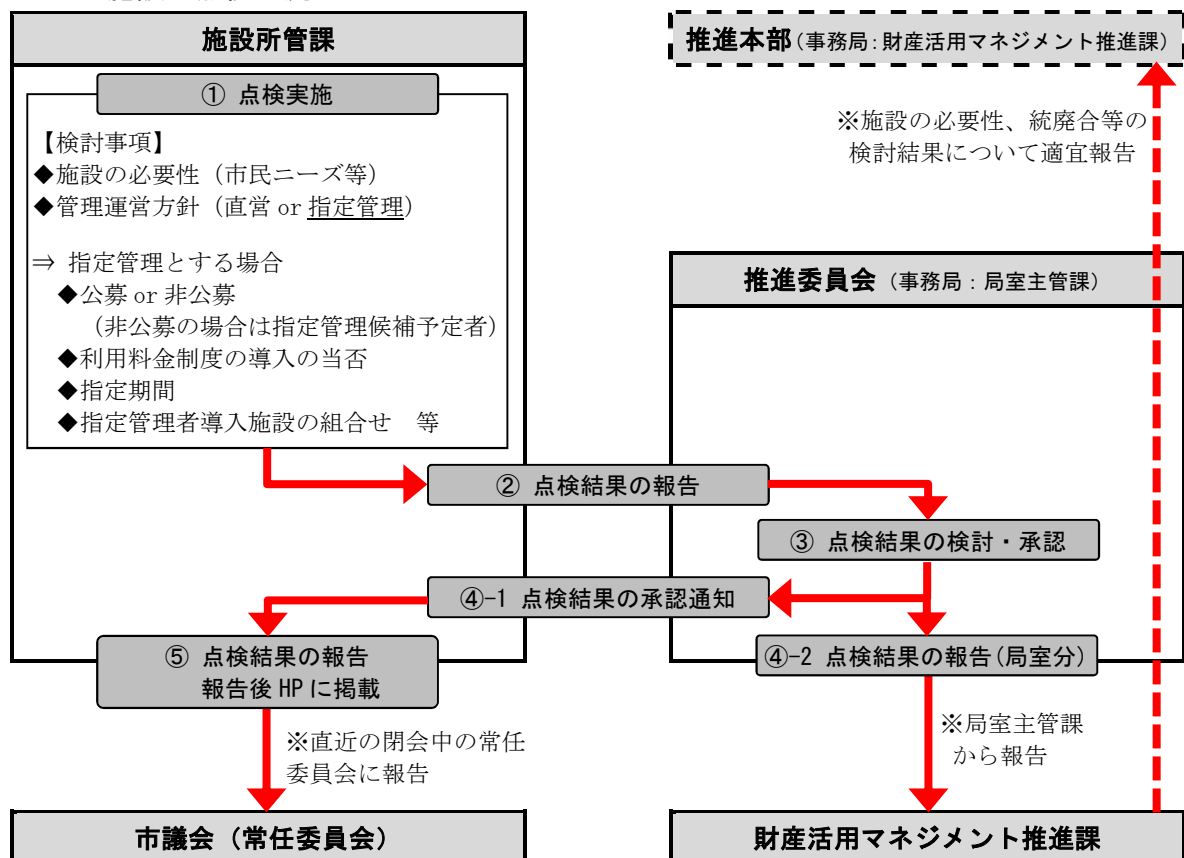 施設所管課
① 点検実施
【検討事項】
◆施設の必要性（市民ニーズ等）
◆管理運営方針（直営 or 指定管理）
⇒ 指定管理とする場合
◆公募 or 非公募
（非公募の場合は指定管理候補予定者）
◆利用料金制度の導入の当否
◆指定期間
◆指定管理者導入施設の組合せ　等
推進本部（事務局：財産活用マネジメント推進課）
※施設の必要性、統廃合等の
検討結果について適宜報告
推進委員会（事務局：局室主管課）
② 点検結果の報告
③ 点検結果の検討・承認
④-1 点検結果の承認通知
④-2 点検結果の報告（局室分）
⑤ 点検結果の報告
報告後 HP に掲載
※直近の閉会中の常任
委員会に報告
※局室主管課
から報告
市議会（常任委員会）
財産活用マネジメント推進課